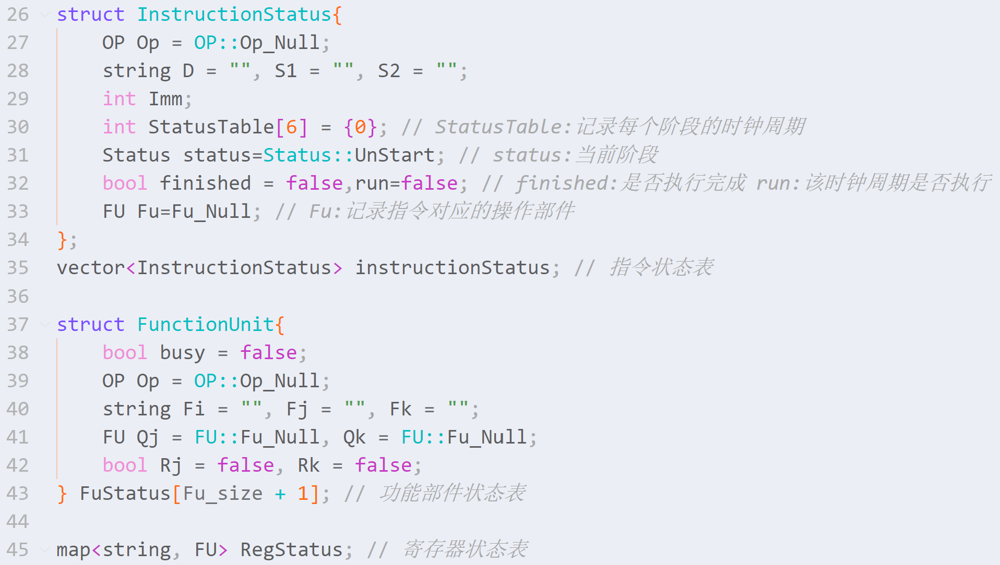 26 struct InstructionStatus{
27     OP Op = OP::Op_Null;
28     string D = "", S1 = "", S2 = "";
29     int Imm;
30     int StatusTable[6] = {0}; // StatusTable:记录每个阶段的时钟周期
31     Status status=Status::UnStart; // status:当前阶段
32     bool finished = false,run=false; // finished:是否执行完成 run:该时钟周期是否执行
33     FU Fu=Fu_Null; // Fu:记录指令对应的操作部件
34 };
35 vector<InstructionStatus> instructionStatus; // 指令状态表
36
37 struct FunctionUnit{
38     bool busy = false;
39     OP Op = OP::Op_Null;
40     string Fi = "", Fj = "", Fk = "";
41     FU Qj = FU::Fu_Null, Qk = FU::Fu_Null;
42     bool Rj = false, Rk = false;
43 } FuStatus[Fu_size + 1]; // 功能部件状态表
44
45 map<string, FU> RegStatus; // 寄存器状态表